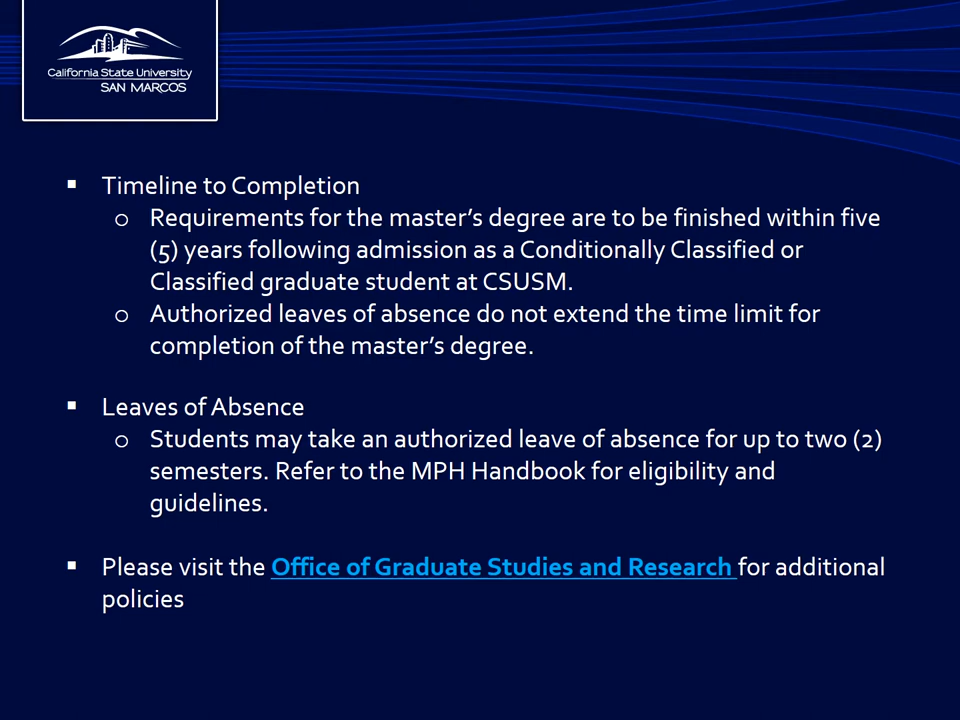 California State University
SAN MARCOS
▪ Timeline to Completion
o Requirements for the master’s degree are to be finished within five
(5) years following admission as a Conditionally Classified or
Classified graduate student at CSUSM.
o Authorized leaves of absence do not extend the time limit for
completion of the master’s degree.
▪ Leaves of Absence
o Students may take an authorized leave of absence for up to two (2)
semesters. Refer to the MPH Handbook for eligibility and
guidelines.
▪ Please visit the Office of Graduate Studies and Research for additional
policies